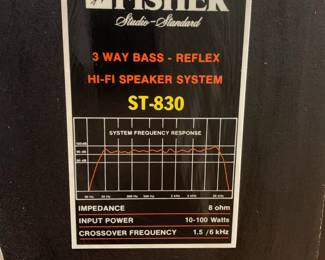 FISHER
Studio-Standard
3 WAY BASS - REFLEX
HI-FI SPEAKER SYSTEM
ST-830
SYSTEM FREQUENCY RESPONSE
IMPEDANCE 8 ohm
INPUT POWER 10-100 Watts
CROSSOVER FREQUENCY 1.5 / 6 kHz